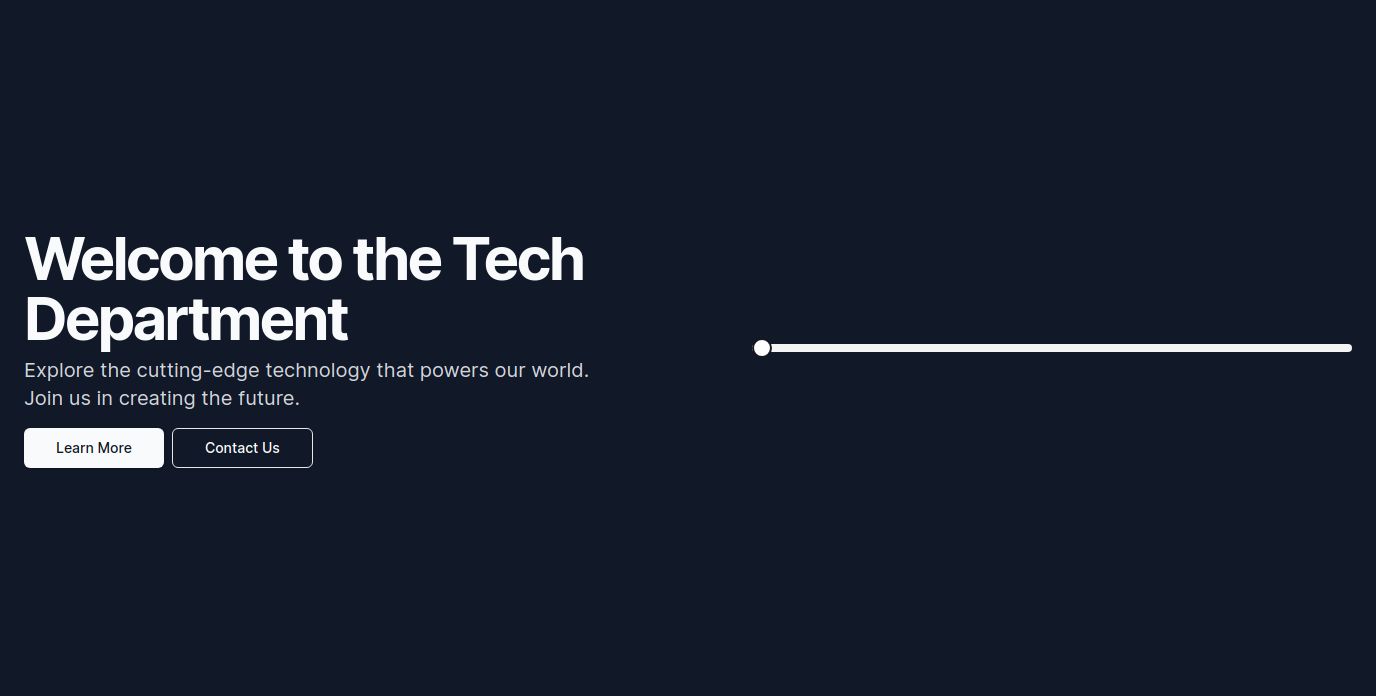 Welcome to the Tech
Department
Explore the cutting-edge technology that powers our world.
Join us in creating the future.
Learn More
Contact Us